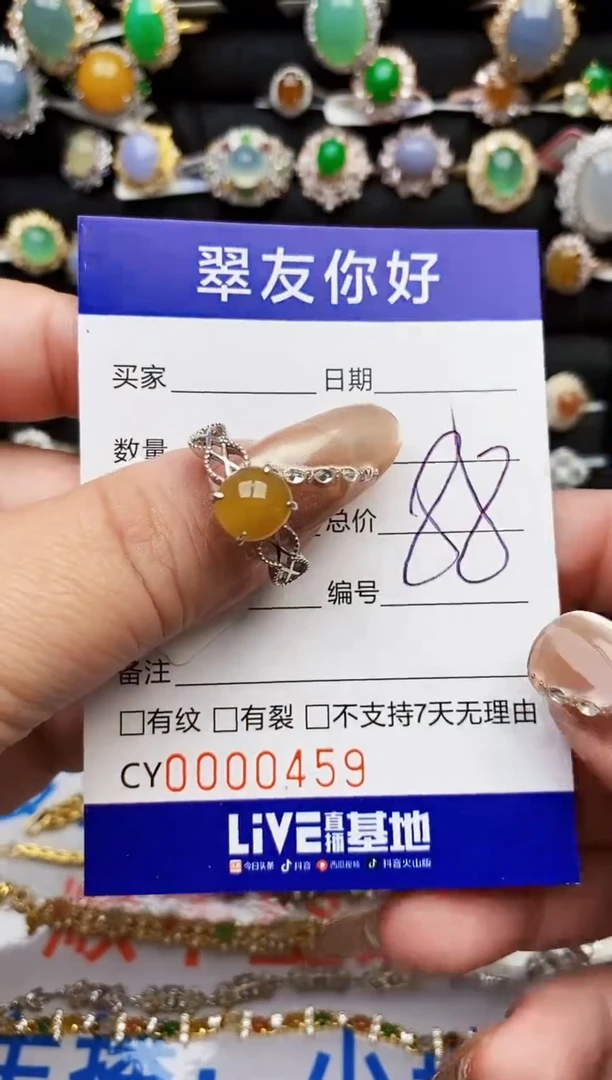 翠友你好
买家 日期
数量
88
总价
编号
备注
□有纹 □有裂 □不支持7天无理由
CY0000459
LiVE直播基地
今日头条 抖音 西瓜视频 抖音火山版